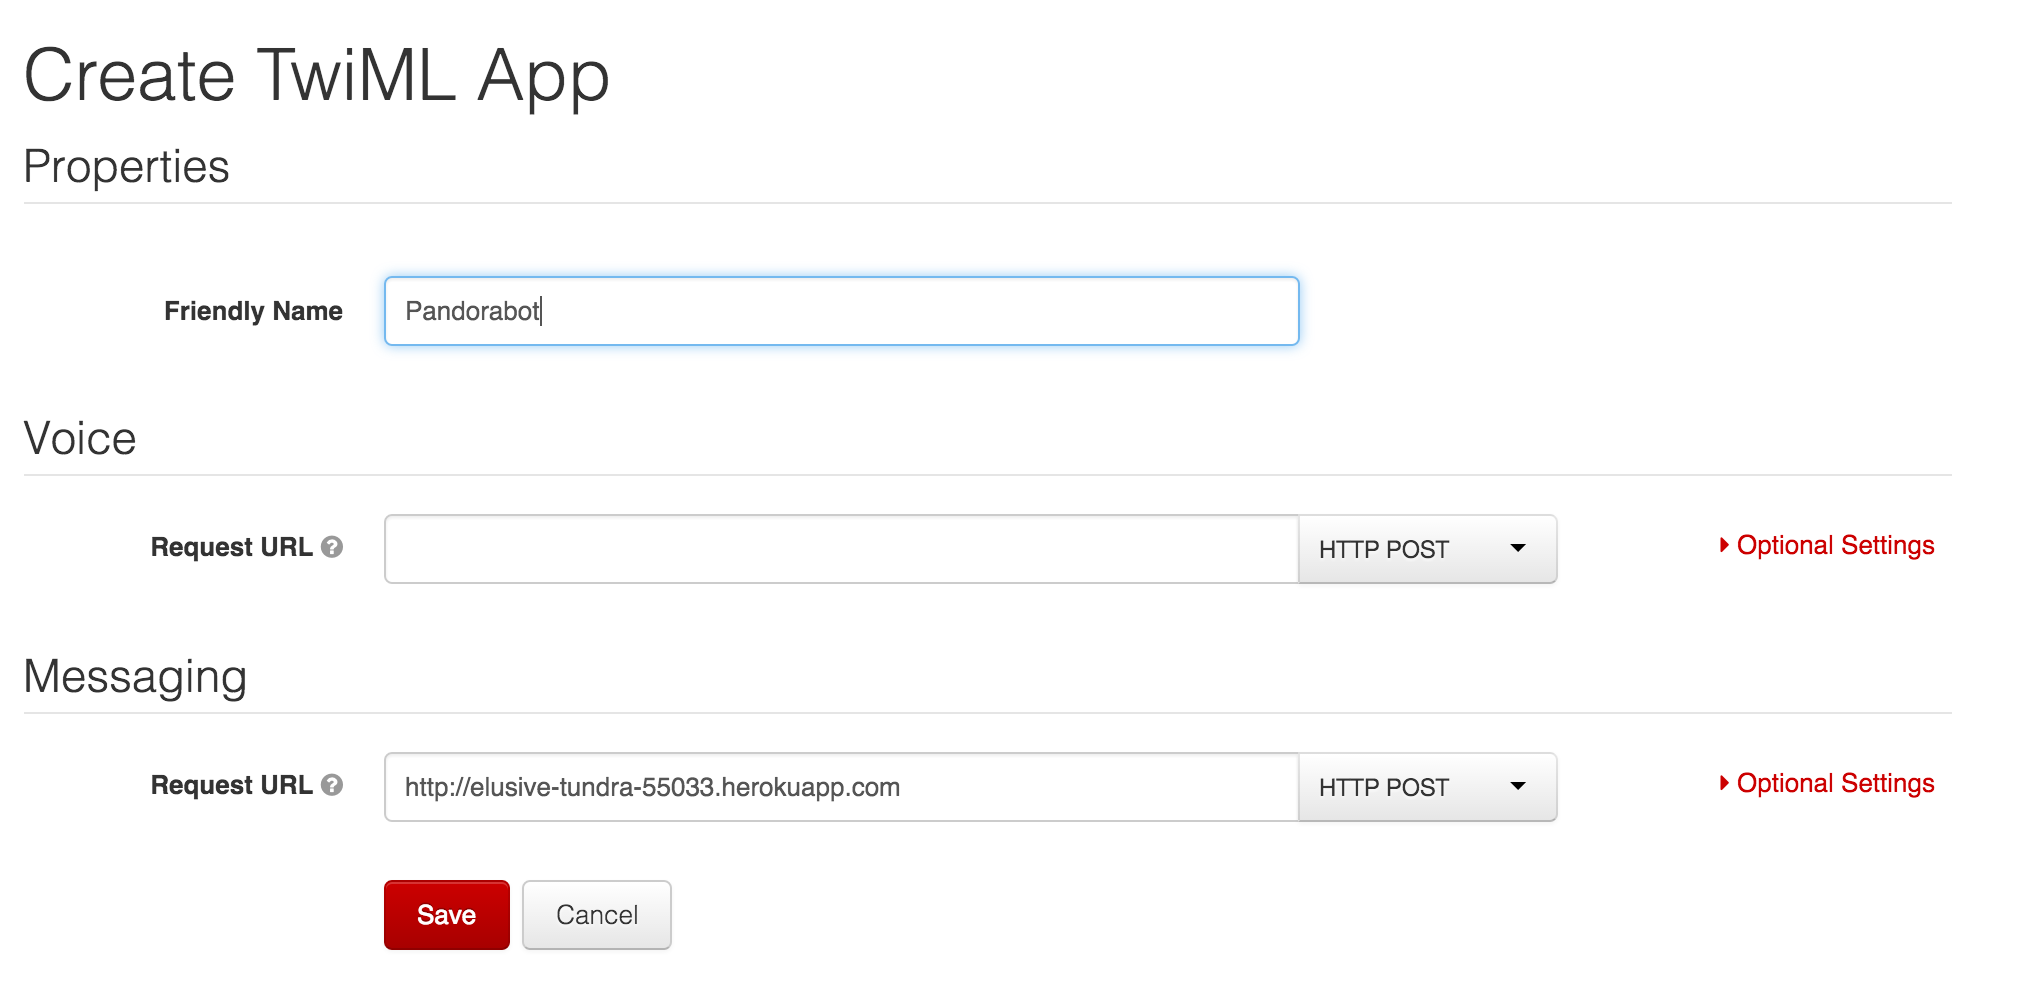 Create TwiML App
Properties
Friendly Name Pandorabot
Voice
Request URL ? HTTP POST Optional Settings
Messaging
Request URL ? http://elusive-tundra-55033.herokuapp.com HTTP POST Optional Settings
Save Cancel